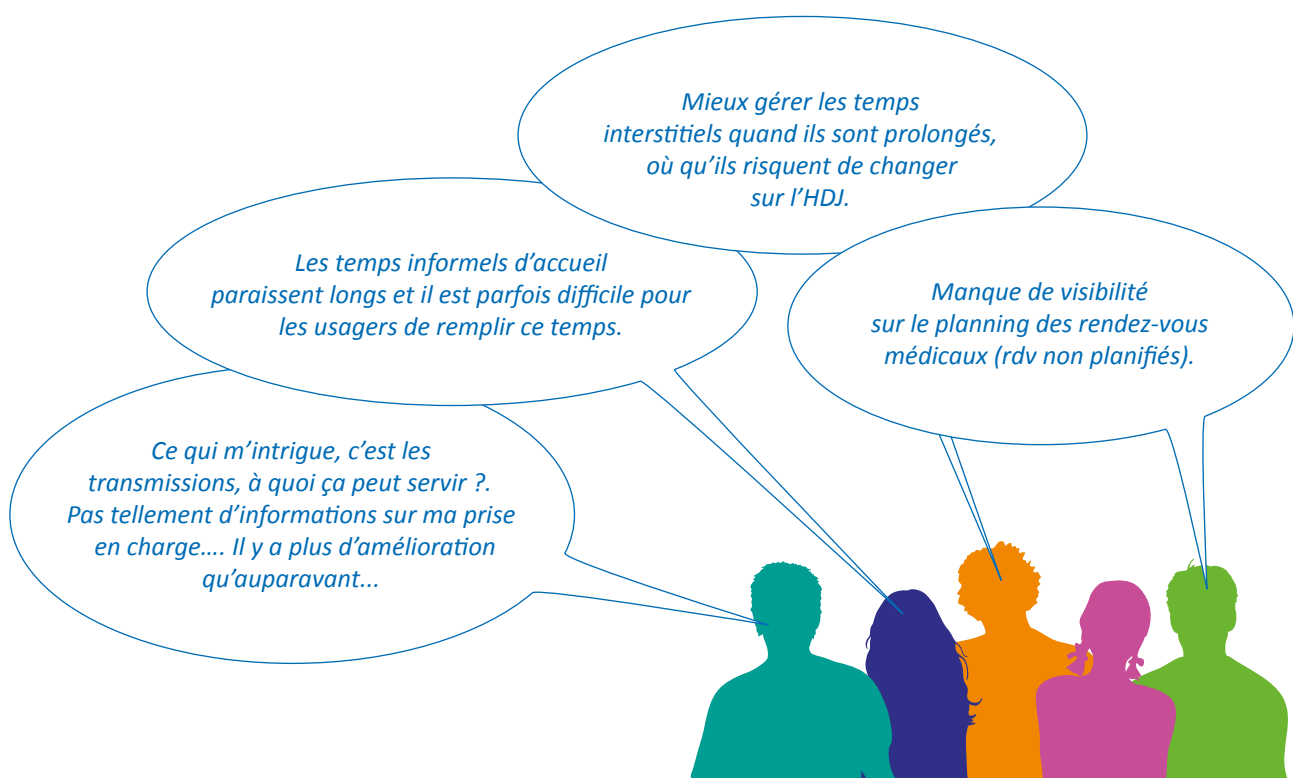 Mieux gérer les temps
interstitiels quand ils sont prolongés,
où qu'ils risquent de changer
sur l'HDJ.
Les temps informels d'accueil
paraissent longs et il est parfois difficile pour
les usagers de remplir ce temps.
Manque de visibilité
sur le planning des rendez-vous
médicaux (rdv non planifiés).
Ce qui m'intrigue, c'est les
transmissions, à quoi ça peut servir ?.
Pas tellement d'informations sur ma prise
en charge.... Il y a plus d'amélioration
qu'auparavant...